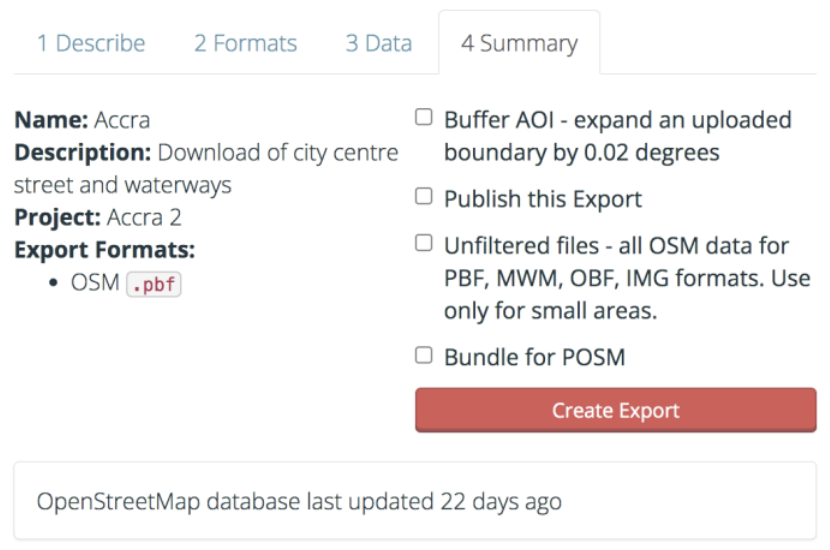 1 Describe 2 Formats 3 Data 4 Summary
Name: Accra
Description: Download of city centre
street and waterways
Project: Accra 2
Export Formats:
• OSM .pbf
Buffer AOI - expand an uploaded
boundary by 0.02 degrees
Publish this Export
Unfiltered files - all OSM data for
PBF, MWM, OBF, IMG formats. Use
only for small areas.
Bundle for POSM
Create Export
OpenStreetMap database last updated 22 days ago